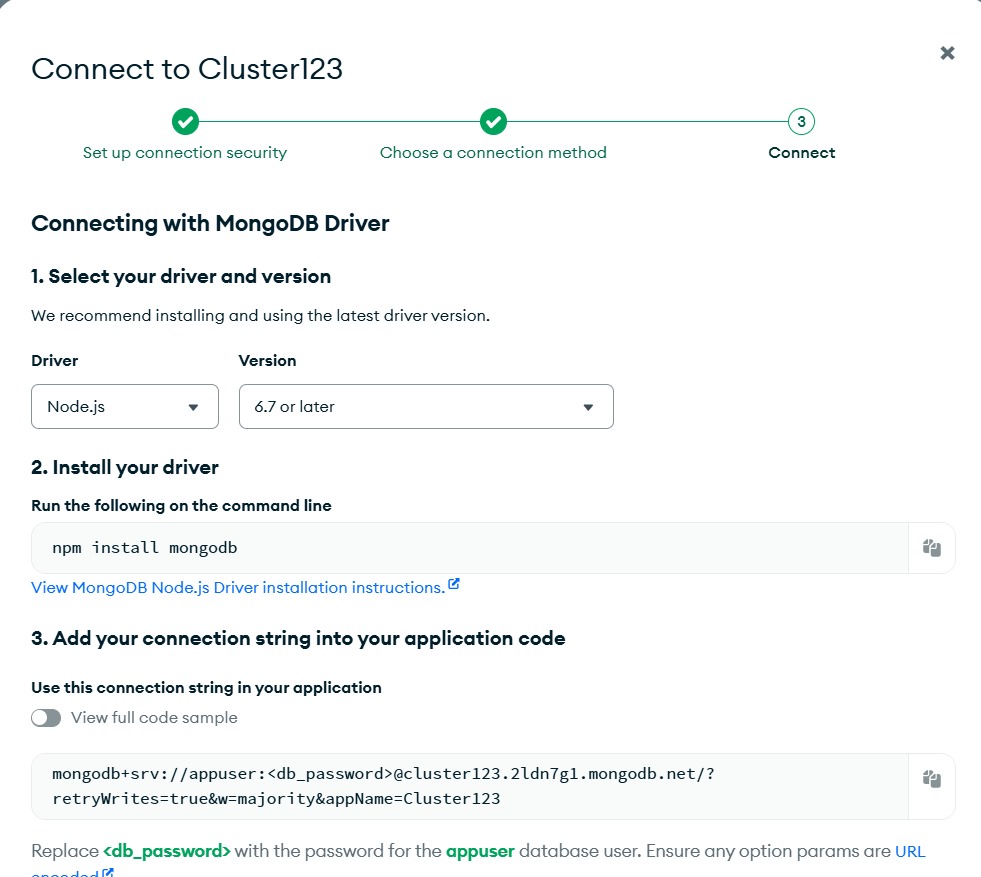 Connect to Cluster123
3
Set up connection security
Choose a connection method
Connect
Connecting with MongoDB Driver
1. Select your driver and version
We recommend installing and using the latest driver version.
Driver
Version
Node.js
6.7 or later
2. Install your driver
Run the following on the command line
npm install mongodb
View MongoDB Node.js Driver installation instructions.
3. Add your connection string into your application code
Use this connection string in your application
View full code sample
mongodb+srv://appuser:<db_password>@cluster123.2ldn7g1.mongodb.net/?
retryWrites=true&w=majority&appName=Cluster123
Replace <db_password> with the password for the appuser database user. Ensure any option params are URL
encoded